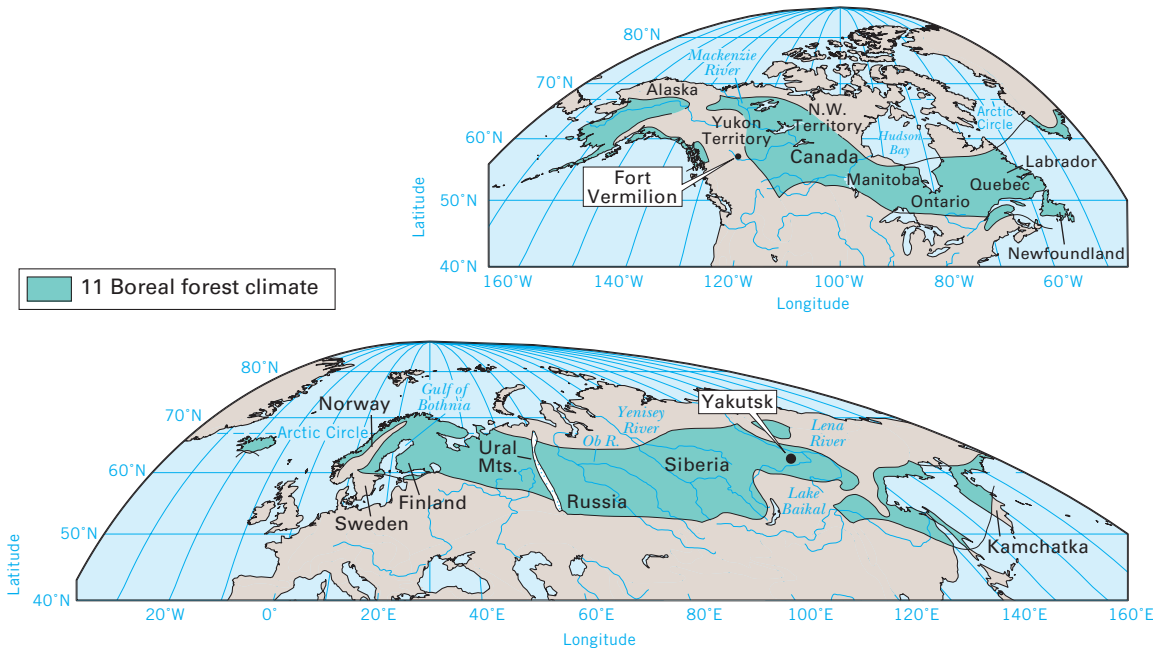 80˚N
Mackenzie
River
70˚N
Alaska
N.W.
Territory
Arctic
Circle
60˚N
Yukon
Territory
Hudson
Bay
Canada
Labrador
Fort
Vermilion
Manitoba
Quebec
50˚N
Ontario
Latitude
Newfoundland
40˚N
160˚W
140˚W
120˚W
100˚W
80˚W
60˚W
Longitude
11 Boreal forest climate
80˚N
Gulf of
Bothnia
Norway
Yakutsk
70˚N
Yenisey
River
Lena
River
Arctic Circle
Ob R.
Ural
Mts.
Siberia
60˚N
Finland
Russia
Lake
Baikal
Sweden
50˚N
Kamchatka
Latitude
40˚N
20˚W
0˚
20˚E
40˚E
60˚E
80˚E
100˚E
120˚E
140˚E
160˚E
Longitude